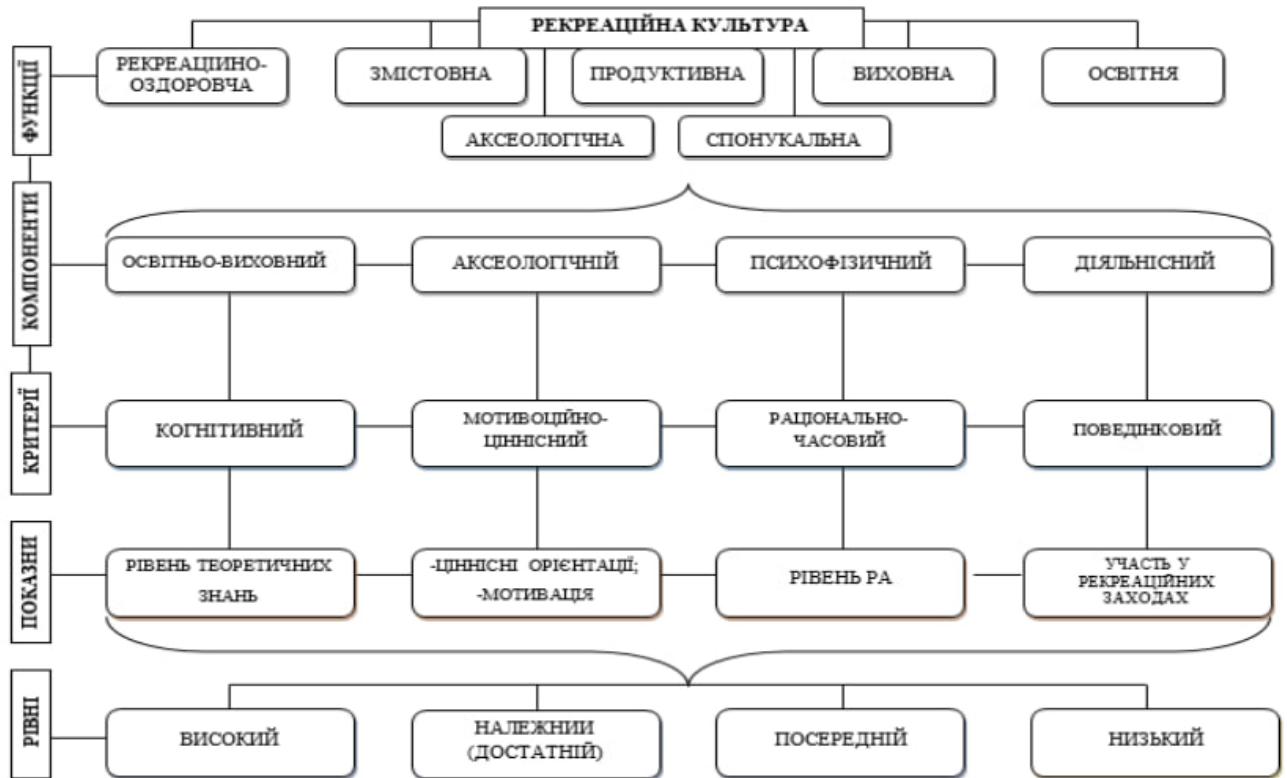 РЕКРЕАЦІЙНА КУЛЬТУРА
ФУНКЦІЇ
РЕКРЕАЦІИНО-
ОЗДОРОВЧА
ЗМІСТОВНА
ПРОДУКТИВНА
ВИХОВНА
ОСВІТНЯ
АКСЕОЛОГІЧНА
СПОНУКАЛЬНА
КОМПОНЕНТИ
ОСВІТНЬО-ВИХОВНИЙ
АКСЕОЛОГІЧНІЙ
ПСИХОФІЗИЧНИЙ
ДІЯЛЬНІСНИЙ
КРИТЕРІЇ
КОГНІТИВНИЙ
МОТИВОЦІЙНО-
ЦІННІСНИЙ
РАЦІОНАЛЬНО-
ЧАСОВИЙ
ПОВЕДІНКОВИЙ
ПОКАЗНИ
РІВЕНЬ ТЕОРЕТИЧНИХ
ЗНАНЬ
-ЦІННІСНІ ОРІЄНТАЦІЇ;
-МОТИВАЦІЯ
РІВЕНЬ РА
УЧАСТЬ У
РЕКРЕАЦІЙНИХ
ЗАХОДАХ
РІВНІ
ВИСОКИЙ
НАЛЕЖНИИ
(ДОСТАТНІЙ)
ПОСЕРЕДНІЙ
НИЗЬКИЙ